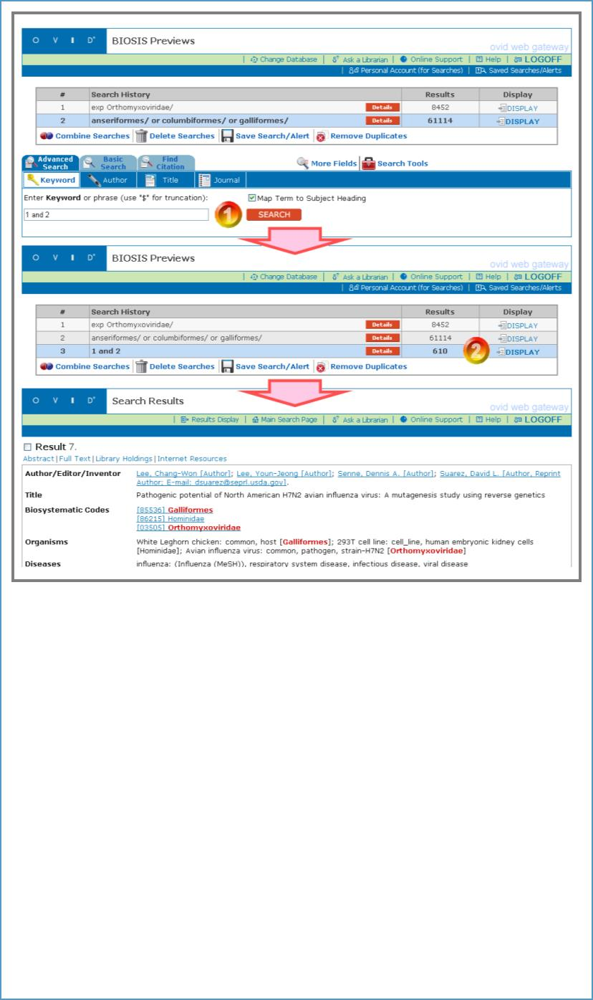 O V I D BIOSIS Previews
ovid web gateway
| Change Database | Ask a Librarian | Online Support | Help | LOGOFF
| Personal Account (for Searches) | Saved Searches/Alerts
# Search History Results Display
1 exp Orthomyxoviridae/ Details 8452 DISPLAY
2 anseriformes/ or columbiformes/ or galliformes/ Details 61114 DISPLAY
Combine Searches Delete Searches Save Search/Alert Remove Duplicates
Advanced Search Basic Search Find Citation More Fields Search Tools
Keyword Author Title Journal
Enter Keyword or phrase (use "$" for truncation): Map Term to Subject Heading
1 and 2 1 SEARCH
O V I D BIOSIS Previews
ovid web gateway
| Change Database | Ask a Librarian | Online Support | Help | LOGOFF
| Personal Account (for Searches) | Saved Searches/Alerts
# Search History Results Display
1 exp Orthomyxoviridae/ Details 8452 DISPLAY
2 anseriformes/ or columbiformes/ or galliformes/ Details 61114 DISPLAY
3 1 and 2 Details 610 2 DISPLAY
Combine Searches Delete Searches Save Search/Alert Remove Duplicates
O V I D Search Results
ovid web gateway
| Results Display | Main Search Page | Ask a Librarian | Online Support | Help | LOGOFF
Result 7.
Abstract|Full Text|Library Holdings|Internet Resources
Author/Editor/Inventor Lee, Chang-Won [Author]; Lee, Youn-Jeong [Author]; Senne, Dennis A. [Author]; Suarez, David L. [Author, Reprint
Author; E-mail: dsuarez@seprl.usda.gov].
Title Pathogenic potential of North American H7N2 avian influenza virus: A mutagenesis study using reverse genetics
Biosystematic Codes [85536] Galliformes
[86215] Hominidae
[03505] Orthomyxoviridae
Organisms White Leghorn chicken: common, host [Galliformes]; 293T cell line: cell_line, human embryonic kidney cells
[Hominidae]; Avian influenza virus: common, pathogen, strain-H7N2 [Orthomyxoviridae]
Diseases influenza: (Influenza (MeSH)), respiratory system disease, infectious disease, viral disease